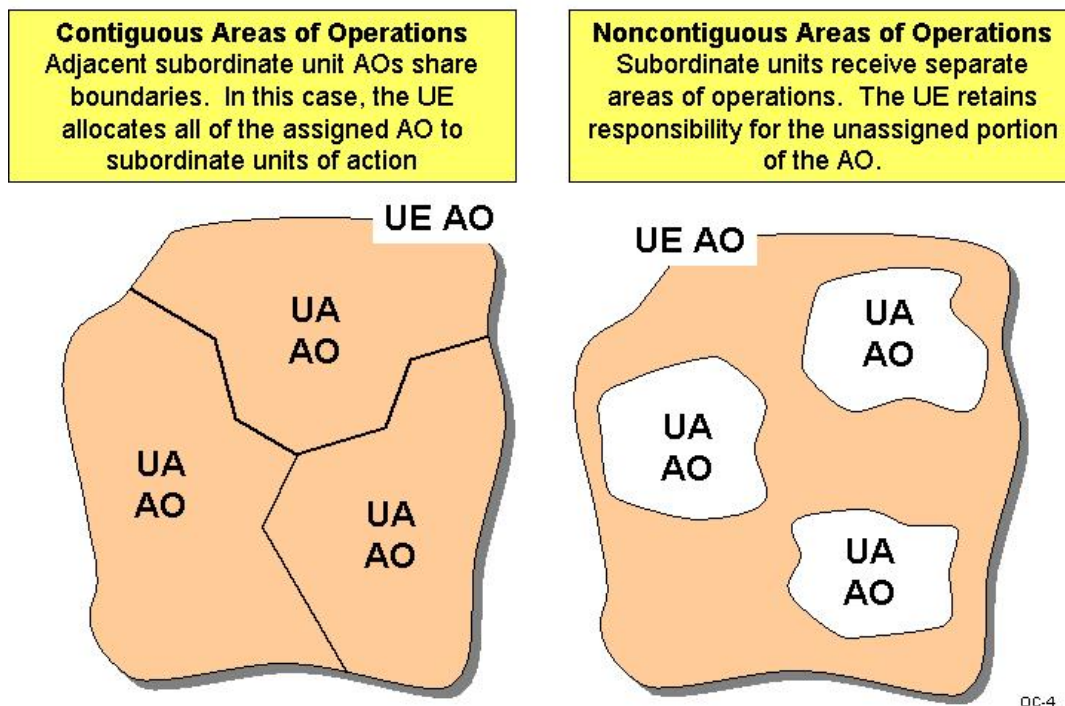 Contiguous Areas of Operations
Adjacent subordinate unit AOs share
boundaries.  In this case, the UE
allocates all of the assigned AO to
subordinate units of action
Noncontiguous Areas of Operations
Subordinate units receive separate
areas of operations.  The UE retains
responsibility for the unassigned portion
of the AO.
UE AO
UA
AO
UA
AO
UA
AO
UE AO
UA
AO
UA
AO
UA
AO
OC-4